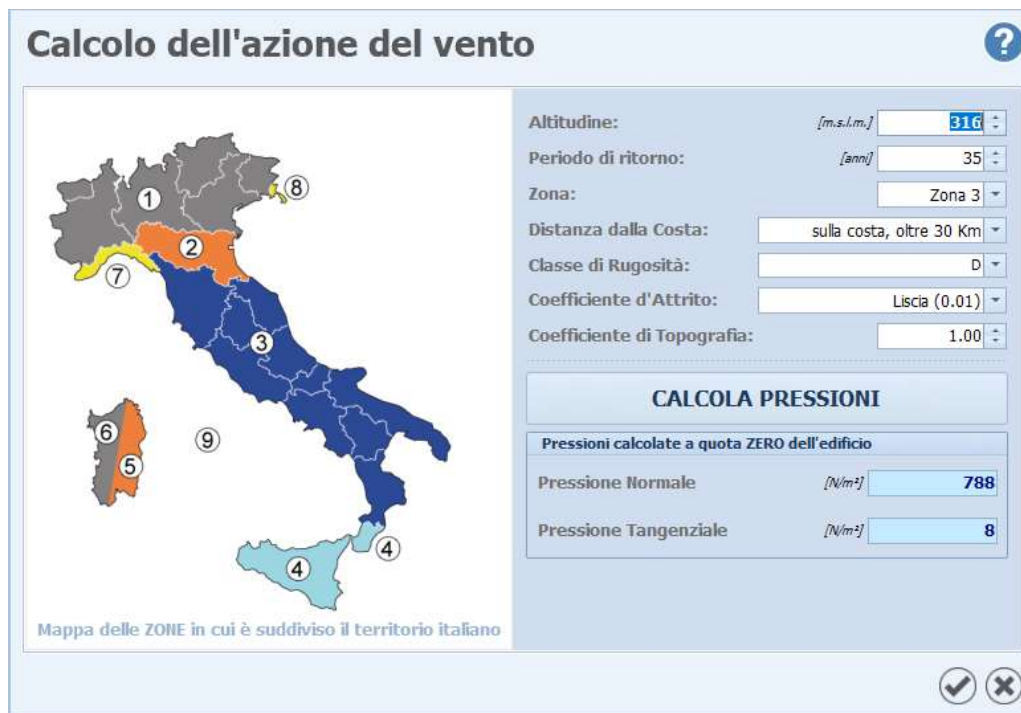 Calcolo dell'azione del vento
?
1
8
2
7
3
6
5
9
4
4
Mappa delle ZONE in cui è suddiviso il territorio italiano
Altitudine: [m.s.l.m.] 316
Periodo di ritorno: [anni] 35
Zona: Zona 3
Distanza dalla Costa: sulla costa, oltre 30 Km
Classe di Rugosità: D
Coefficiente d'Attrito: Liscia (0.01)
Coefficiente di Topografia: 1.00
CALCOLA PRESSIONI
Pressioni calcolate a quota ZERO dell'edificio
Pressione Normale [N/m²] 788
Pressione Tangenziale [N/m²] 8